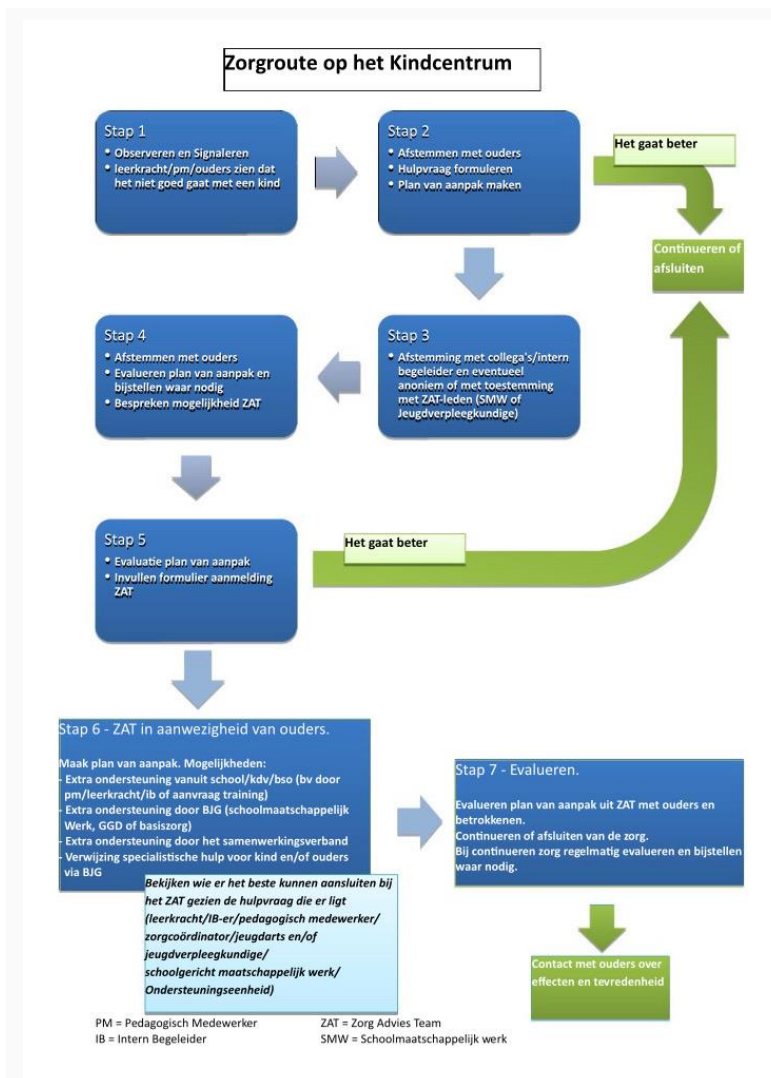 Zorgroute op het Kindcentrum
Stap 1
• Observeren en Signaleren
• leerkracht/pm/ouders zien dat
het niet goed gaat met een kind
Stap 2
• Afstemmen met ouders
• Hulpvraag formuleren
• Plan van aanpak maken
Het gaat beter
Continueren of
afsluiten
Stap 3
• Afstemming met collega's/intern
begeleider en eventueel
anoniem of met toestemming
met ZAT-leden (SMW of
Jeugdverpleegkundige)
Stap 4
• Afstemmen met ouders
• Evalueren plan van aanpak en
bijstellen waar nodig
• Bespreken mogelijkheid ZAT
Stap 5
• Evaluatie plan van aanpak
• Invullen formulier aanmelding
ZAT
Het gaat beter
Stap 6 - ZAT in aanwezigheid van ouders.
Maak plan van aanpak. Mogelijkheden:
- Extra ondersteuning vanuit school/kdv/bso (bv door
pm/leerkracht/ib of aanvraag training)
- Extra ondersteuning door BJG (schoolmaatschappelijk
Werk, GGD of basiszorg)
- Extra ondersteuning door het samenwerkingsverband
- Verwijzing specialistische hulp voor kind en/of ouders
via BJG
Bekijken wie er het beste kunnen aansluiten bij
het ZAT gezien de hulpvraag die er ligt
(leerkracht/IB-er/pedagogisch medewerker/
zorgcoördinator/jeugdarts en/of
jeugdverpleegkundige/
schoolgericht maatschappelijk werk/
Ondersteuningseenheid)
Stap 7 - Evalueren.
Evalueren plan van aanpak uit ZAT met ouders en
betrokkenen.
Continueren of afsluiten van de zorg.
Bij continueren zorg regelmatig evalueren en bijstellen
waar nodig.
Contact met ouders over
effecten en tevredenheid
PM = Pedagogisch Medewerker
IB = Intern Begeleider
ZAT = Zorg Advies Team
SMW = Schoolmaatschappelijk werk